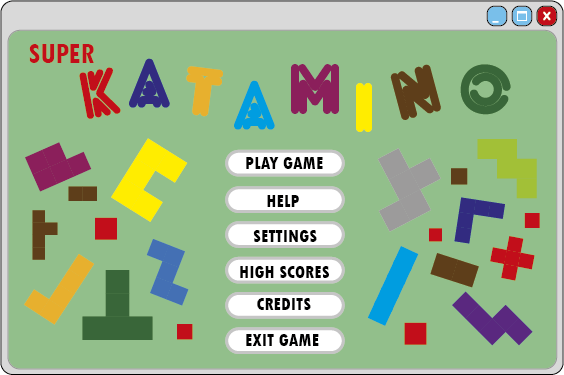 SUPER
KATAMINO
PLAY GAME
HELP
SETTINGS
HIGH SCORES
CREDITS
EXIT GAME